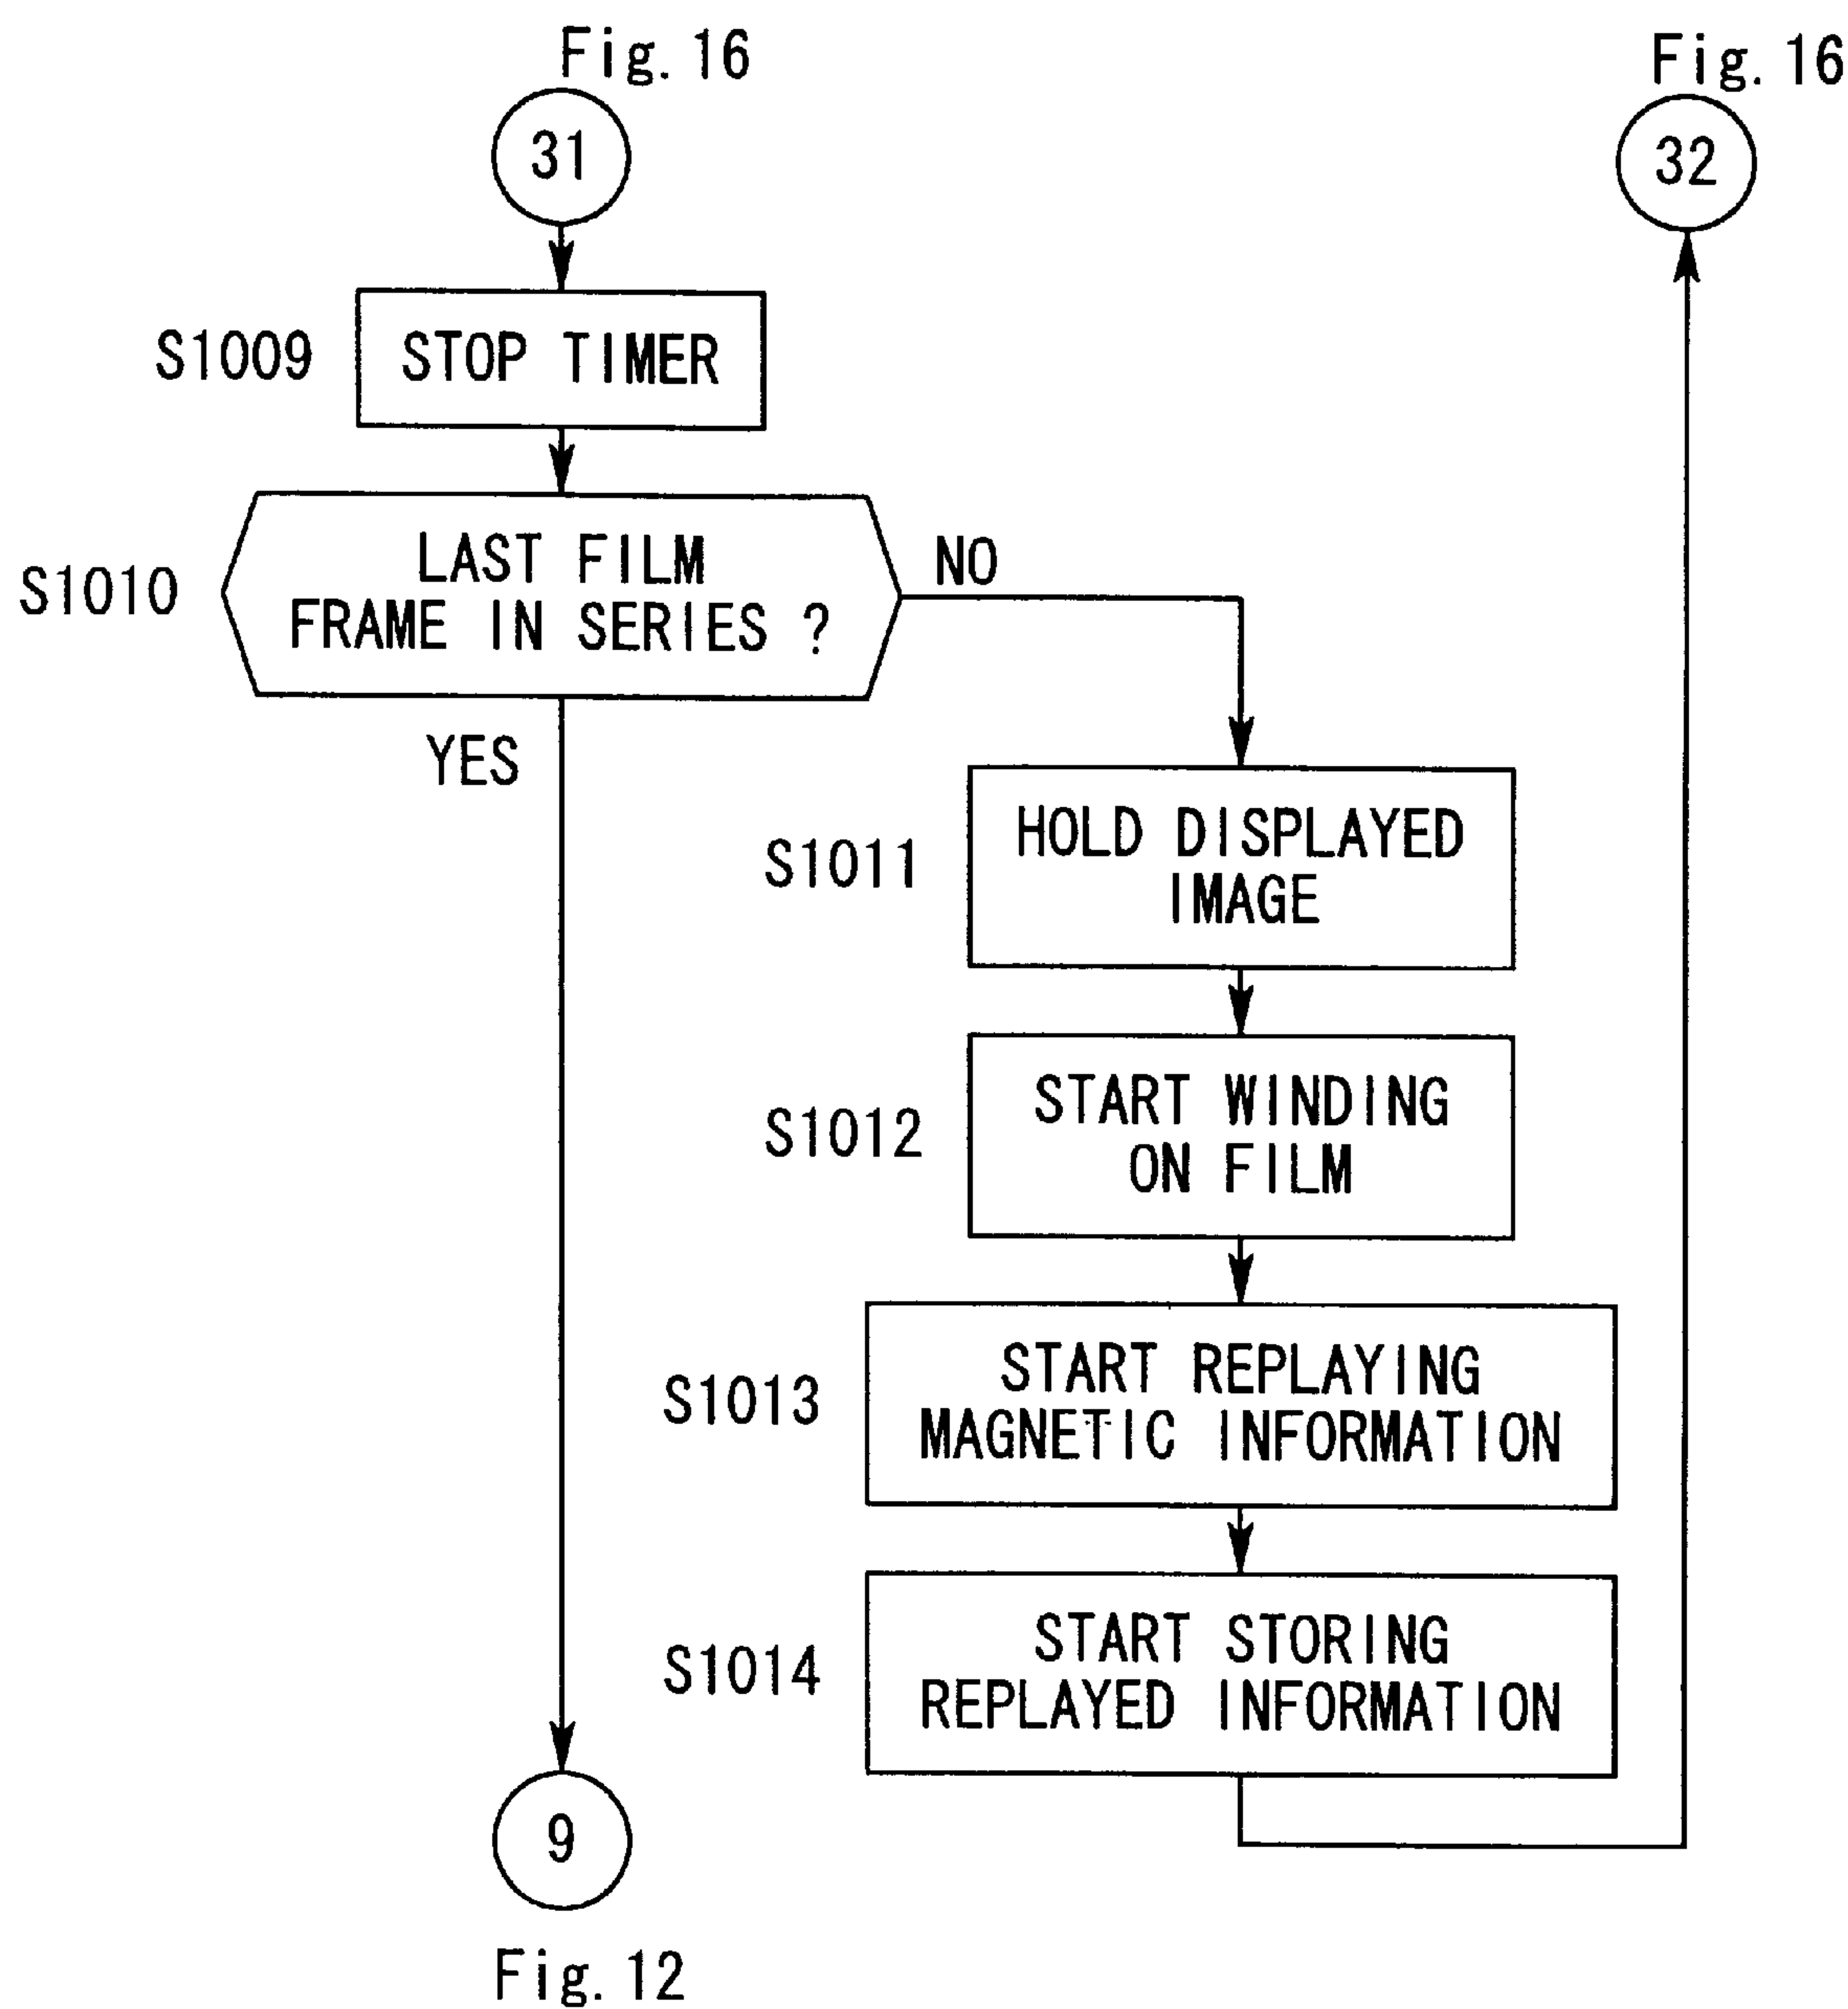 Fig. 16
31
Fig. 16
32
S1009
STOP TIMER
S1010
LAST FILM
FRAME IN SERIES ?
NO
YES
S1011
HOLD DISPLAYED
IMAGE
S1012
START WINDING
ON FILM
S1013
START REPLAYING
MAGNETIC INFORMATION
S1014
START STORING
REPLAYED INFORMATION
9
Fig. 12